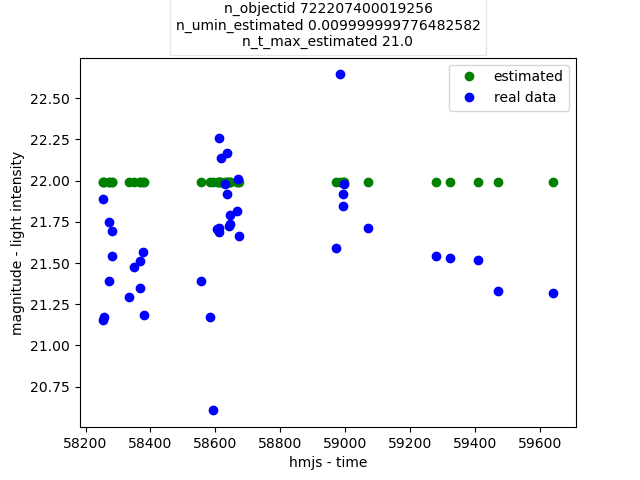 n_objectid 722207400019256
n_umin_estimated 0.009999999776482582
n_t_max_estimated 21.0
estimated
real data
22.50
22.25
22.00
21.75
21.50
21.25
21.00
20.75
magnitude - light intensity
58200 58400 58600 58800 59000 59200 59400 59600
hmjs - time